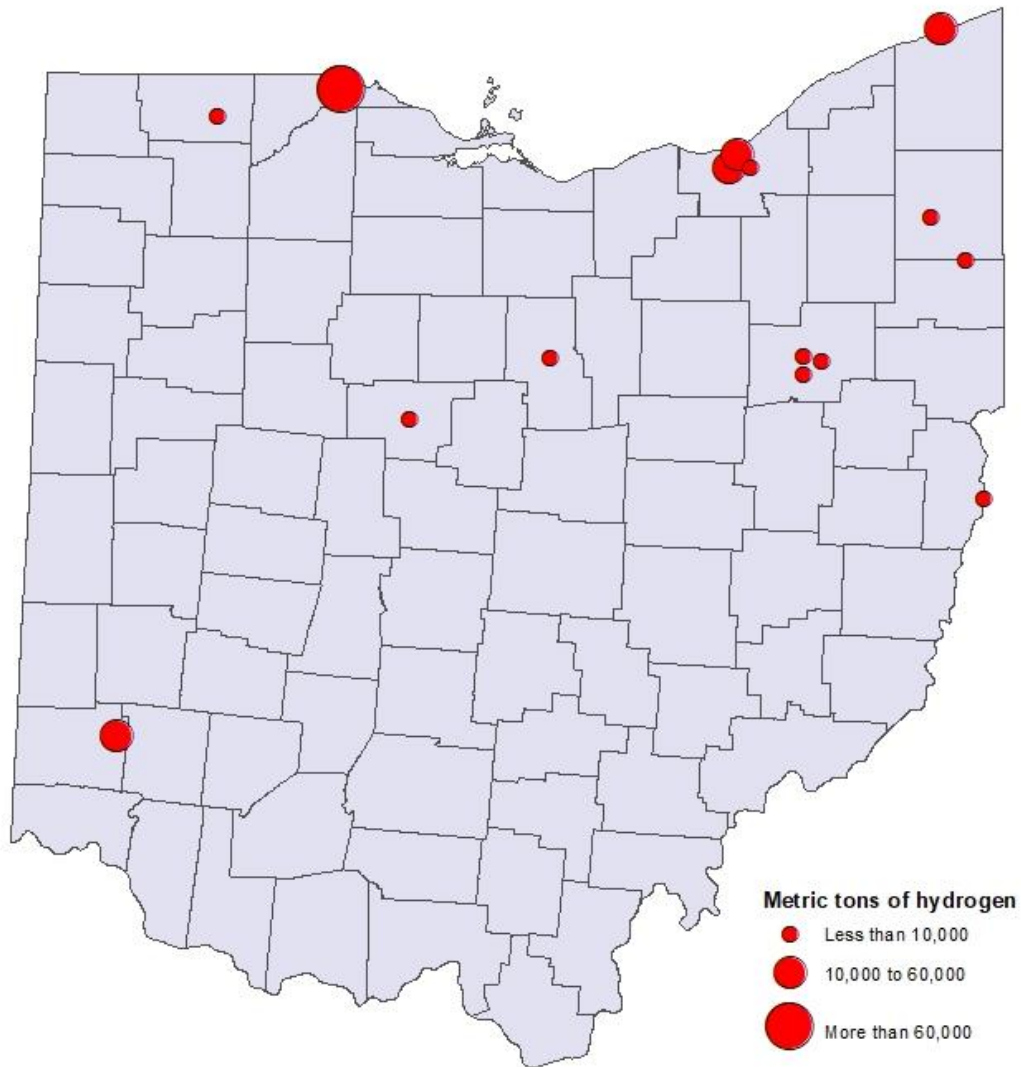 Metric tons of hydrogen
Less than 10,000
10,000 to 60,000
More than 60,000